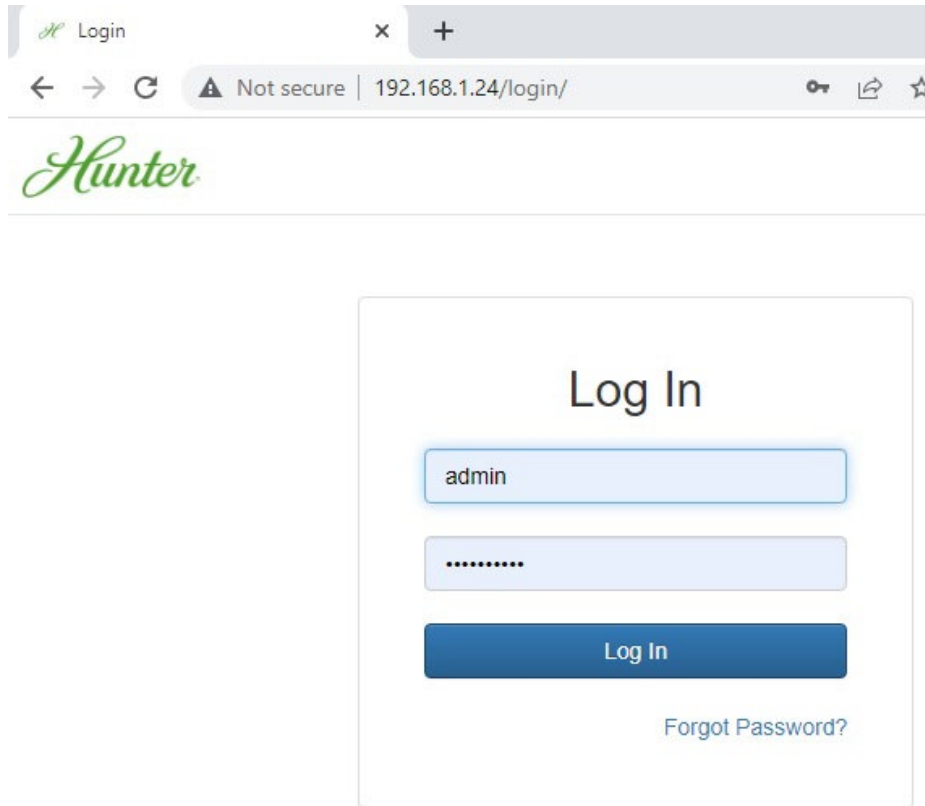 Login
Not secure 192.168.1.24/login/
Hunter
Log In
admin
••••••••••
Log In
Forgot Password?